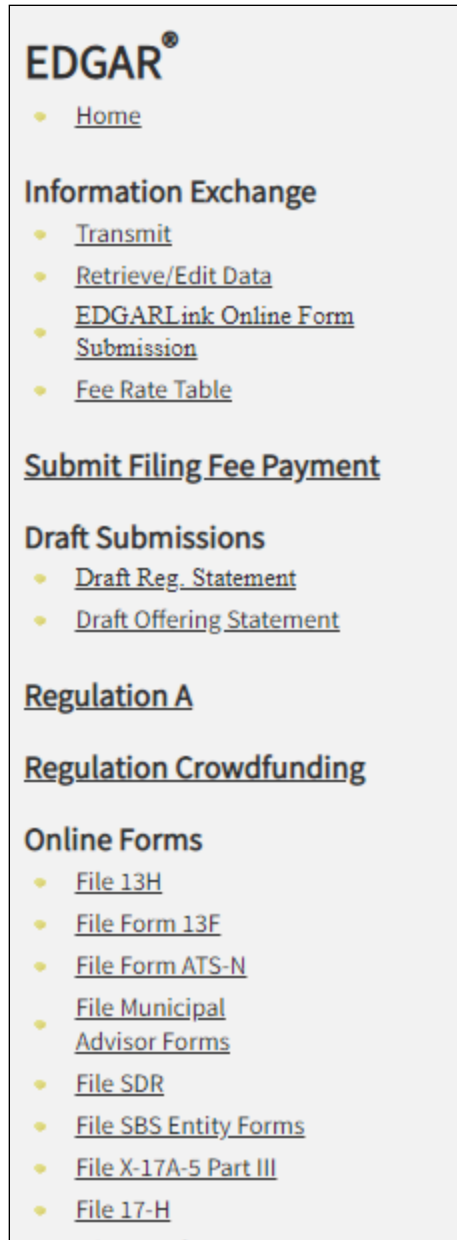 EDGAR®
Home
Information Exchange
Transmit
Retrieve/Edit Data
EDGARLink Online Form
Submission
Fee Rate Table
Submit Filing Fee Payment
Draft Submissions
Draft Reg. Statement
Draft Offering Statement
Regulation A
Regulation Crowdfunding
Online Forms
File 13H
File Form 13F
File Form ATS-N
File Municipal
Advisor Forms
File SDR
File SBS Entity Forms
File X-17A-5 Part III
File 17-H